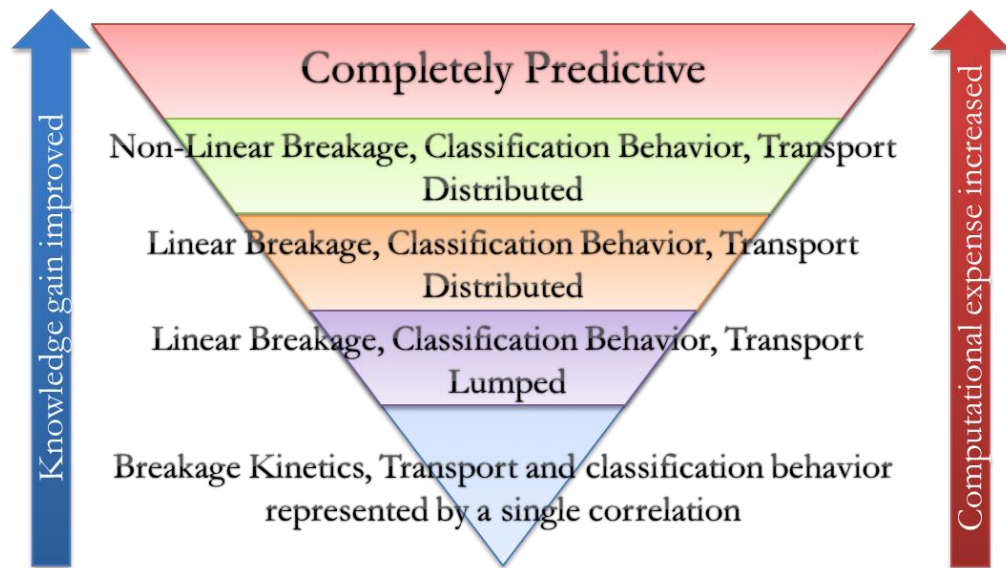 Completely Predictive
Non-Linear Breakage, Classification Behavior, Transport
Distributed
Linear Breakage, Classification Behavior, Transport
Distributed
Linear Breakage, Classification Behavior, Transport
Lumped
Breakage Kinetics, Transport and classification behavior
represented by a single correlation
Knowledge gain improved
Computational expense increased